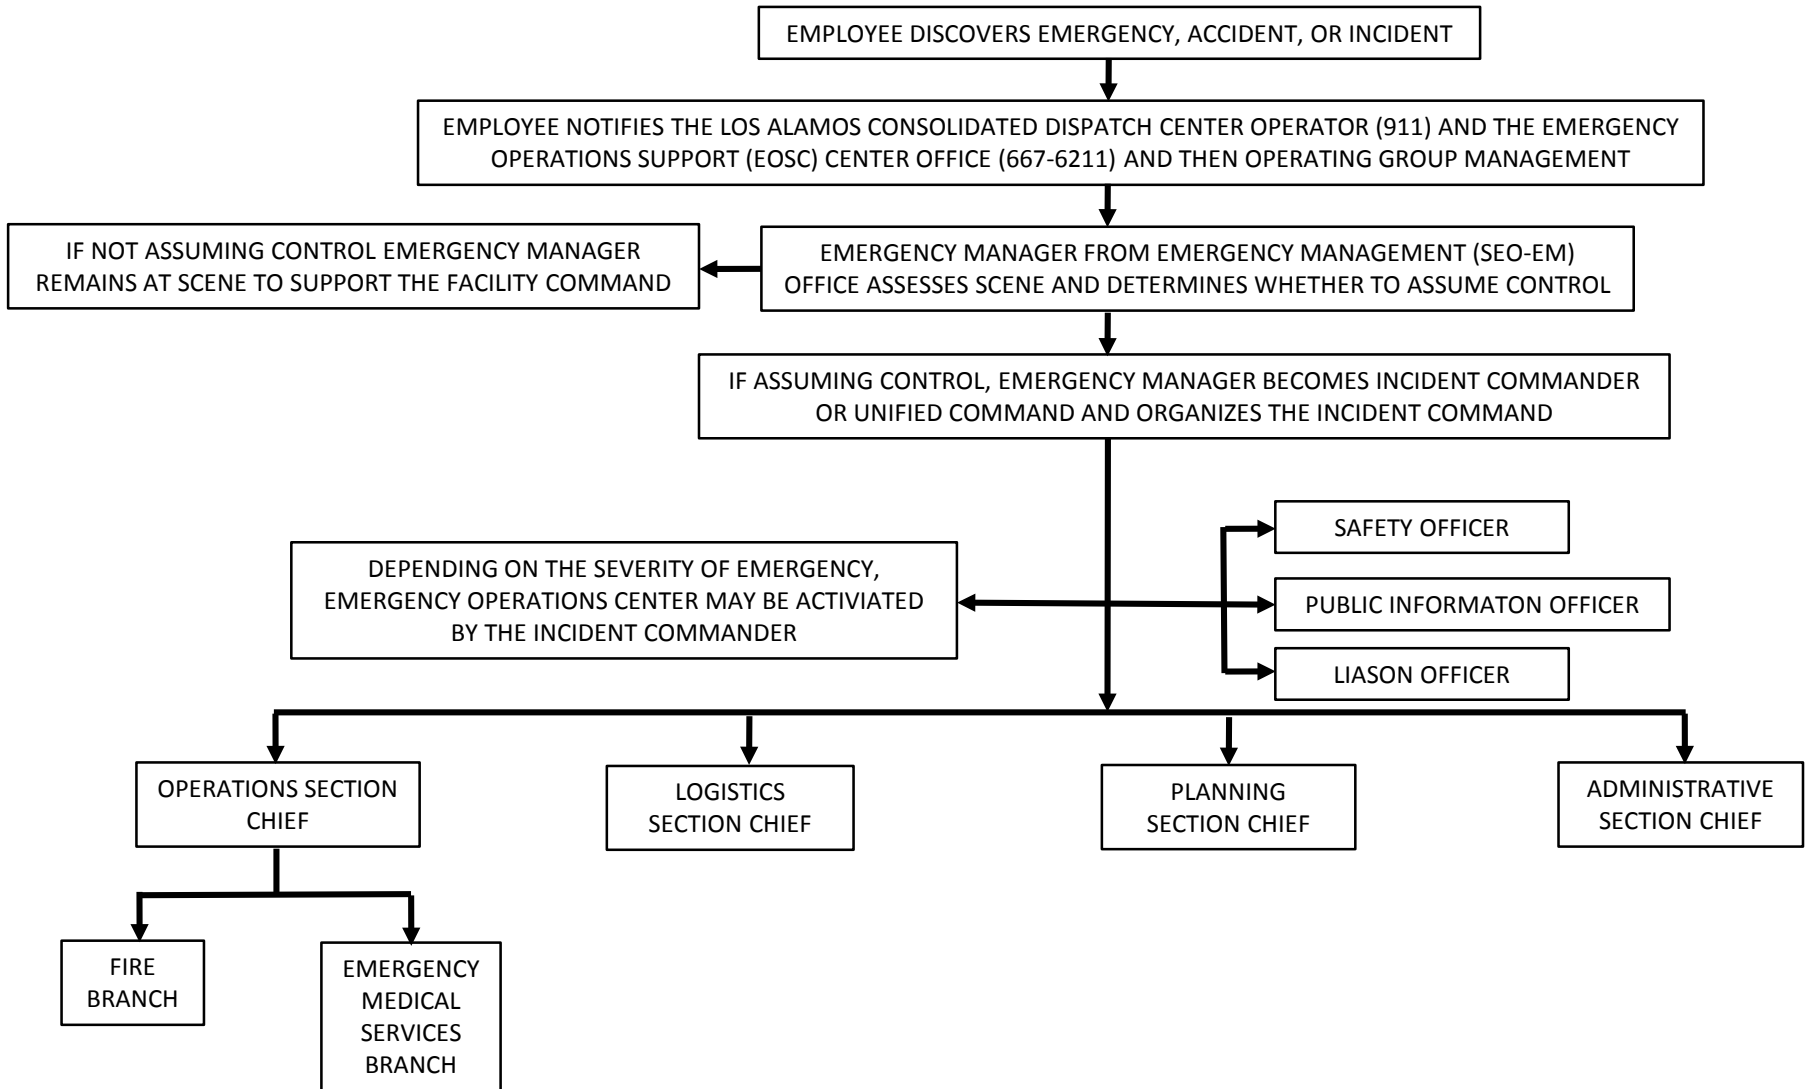 EMPLOYEE DISCOVERS EMERGENCY, ACCIDENT, OR INCIDENT
EMPLOYEE NOTIFIES THE LOS ALAMOS CONSOLIDATED DISPATCH CENTER OPERATOR (911) AND THE EMERGENCY
OPERATIONS SUPPORT (EOSC) CENTER OFFICE (667-6211) AND THEN OPERATING GROUP MANAGEMENT
IF NOT ASSUMING CONTROL EMERGENCY MANAGER
REMAINS AT SCENE TO SUPPORT THE FACILITY COMMAND
EMERGENCY MANAGER FROM EMERGENCY MANAGEMENT (SEO-EM)
OFFICE ASSESSES SCENE AND DETERMINES WHETHER TO ASSUME CONTROL
IF ASSUMING CONTROL, EMERGENCY MANAGER BECOMES INCIDENT COMMANDER
OR UNIFIED COMMAND AND ORGANIZES THE INCIDENT COMMAND
DEPENDING ON THE SEVERITY OF EMERGENCY,
EMERGENCY OPERATIONS CENTER MAY BE ACTIVIATED
BY THE INCIDENT COMMANDER
SAFETY OFFICER
PUBLIC INFORMATON OFFICER
LIASON OFFICER
OPERATIONS SECTION
CHIEF
LOGISTICS
SECTION CHIEF
PLANNING
SECTION CHIEF
ADMINISTRATIVE
SECTION CHIEF
FIRE
BRANCH
EMERGENCY
MEDICAL
SERVICES
BRANCH